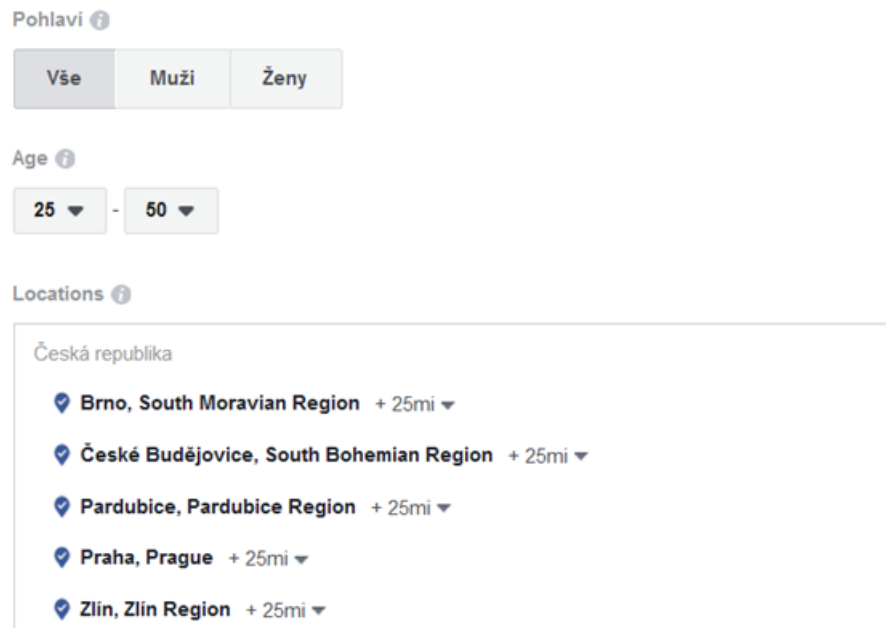 Pohlaví
Vše Muži Ženy
Age
25 - 50
Locations
Česká republika
Brno, South Moravian Region + 25mi
České Budějovice, South Bohemian Region + 25mi
Pardubice, Pardubice Region + 25mi
Praha, Prague + 25mi
Zlín, Zlín Region + 25mi